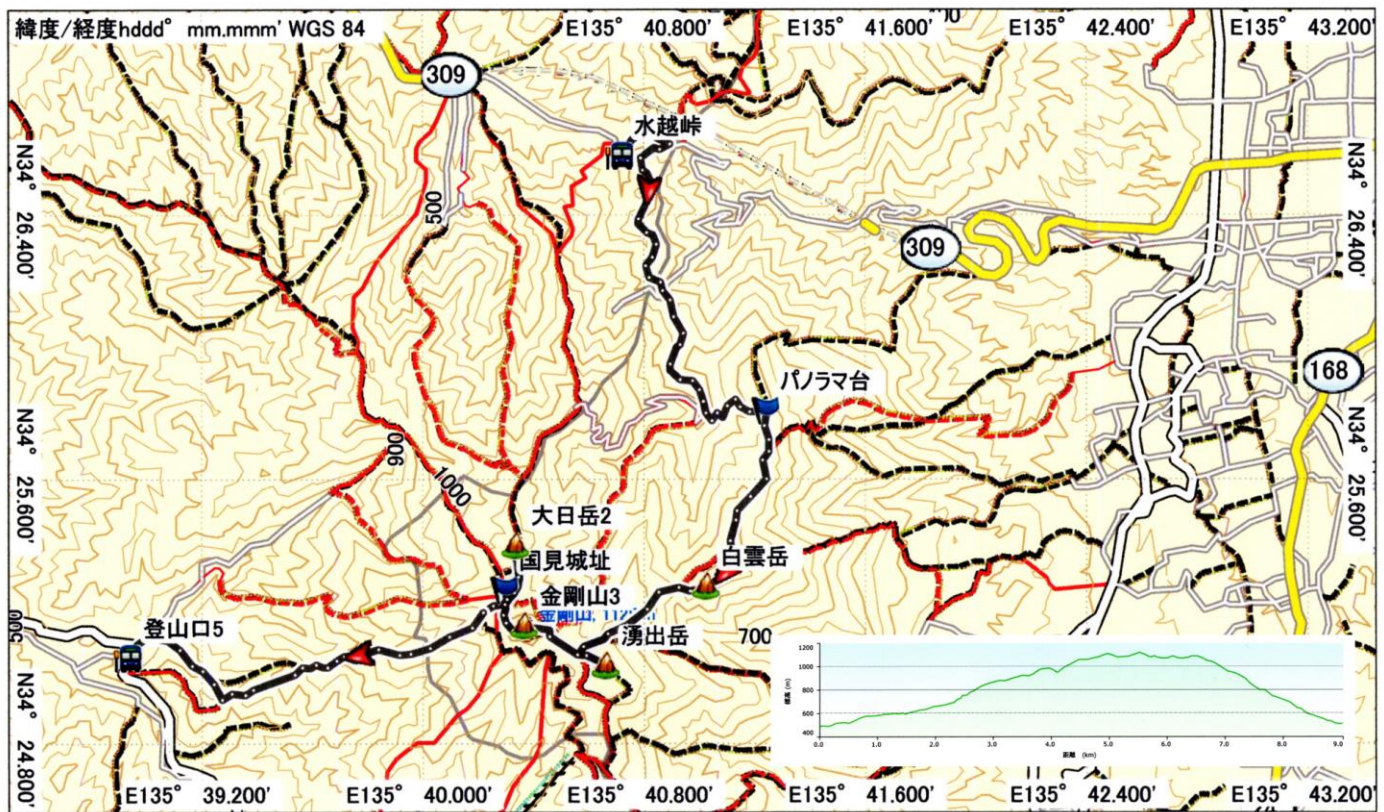 緯度/経度hddd° mm.mmm' WGS 84
E135° 40.800' E135° 41.600' E135° 42.400' E135° 43.200'
309
水越峠
N34° 26.400'
N34° 26.400'
500
309
168
パノラマ台
900
1000
N34° 25.600'
N34° 25.600'
大日岳2
国見城址
白雲岳
金剛山3
登山口5
湧出岳
500
700
N34° 24.800'
1200
1000
800
600
400
標高 (m)
0.0 1.0 2.0 3.0 4.0 5.0 6.0 7.0 8.0 9.0
距離 (km)
E135° 39.200' E135° 40.000' E135° 40.800' E135° 41.600' E135° 42.400' E135° 43.200'